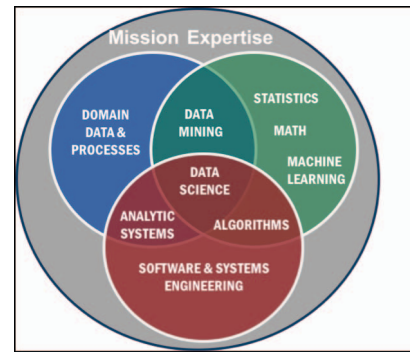 Mission Expertise
DOMAIN
DATA &
PROCESSES
DATA
MINING
STATISTICS
MATH
MACHINE
LEARNING
DATA
SCIENCE
ANALYTIC
SYSTEMS
ALGORITHMS
SOFTWARE & SYSTEMS
ENGINEERING